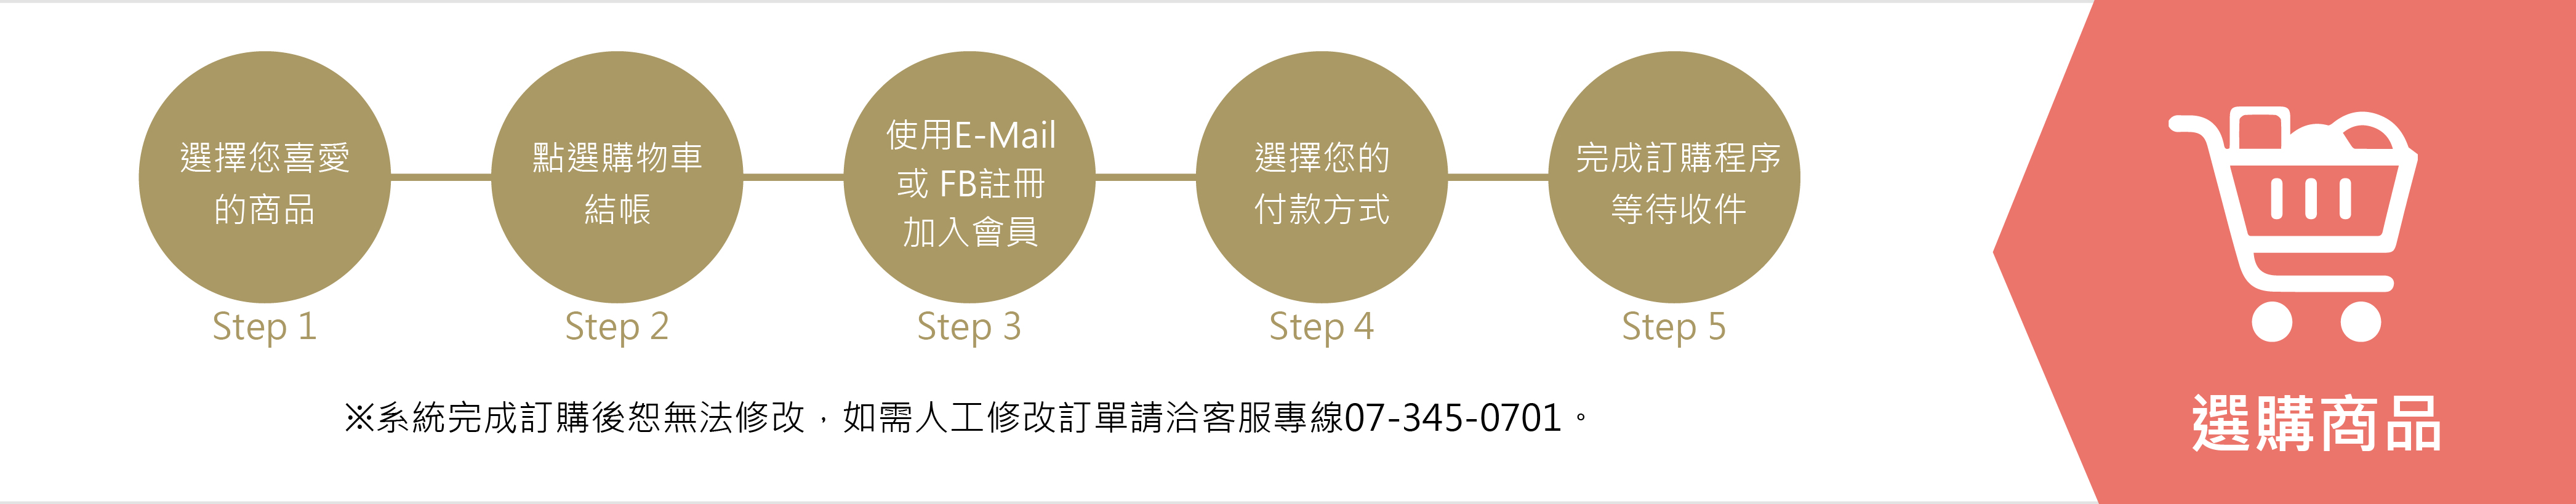 選擇您喜愛
的商品
Step 1
點選購物車
結帳
Step 2
使用E-Mail
或 FB註冊
加入會員
Step 3
選擇您的
付款方式
Step 4
完成訂購程序
等待收件
Step 5
※系統完成訂購後恕無法修改，如需人工修改訂單請洽客服專線07-345-0701。
選購商品